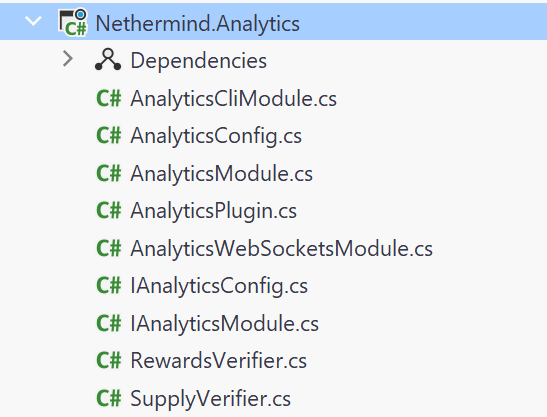 C# Nethermind.Analytics
Dependencies
C# AnalyticsCliModule.cs
C# AnalyticsConfig.cs
C# AnalyticsModule.cs
C# AnalyticsPlugin.cs
C# AnalyticsWebSocketsModule.cs
C# IAnalyticsConfig.cs
C# IAnalyticsModule.cs
C# RewardsVerifier.cs
C# SupplyVerifier.cs